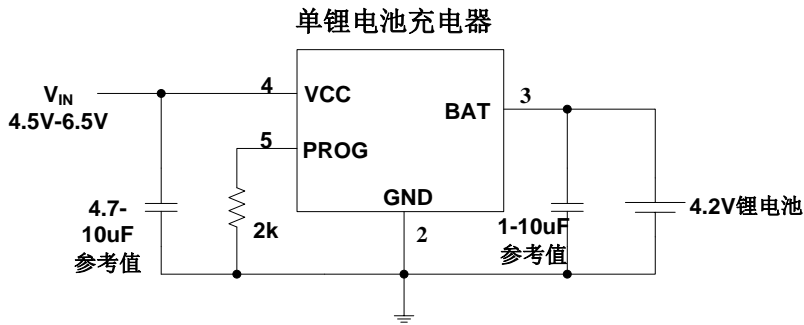 单锂电池充电器
VIN
4.5V-6.5V
4
VCC
BAT
3
5
PROG
GND
2
2k
4.7-
10uF
参考值
1-10uF
参考值
4.2V锂电池